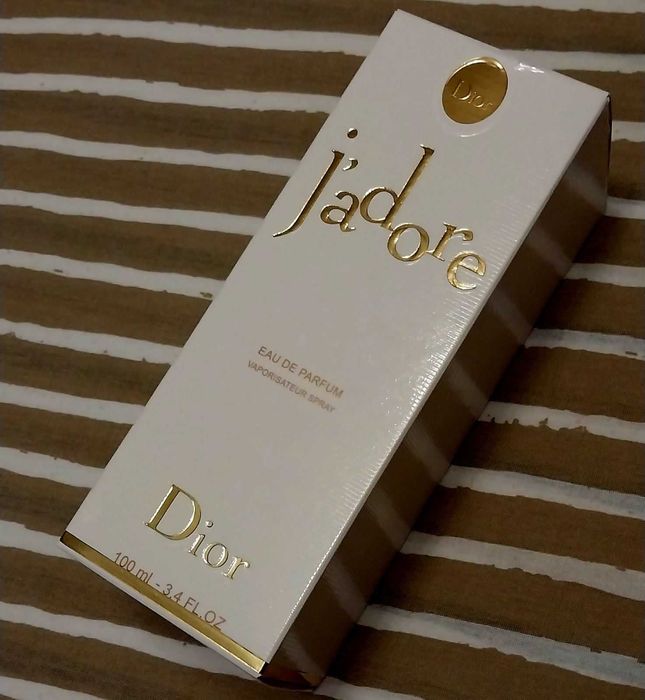 Dior
j'adore
EAU DE PARFUM
VAPORISATEUR SPRAY
Dior
100 ml - 3.4 FL.OZ